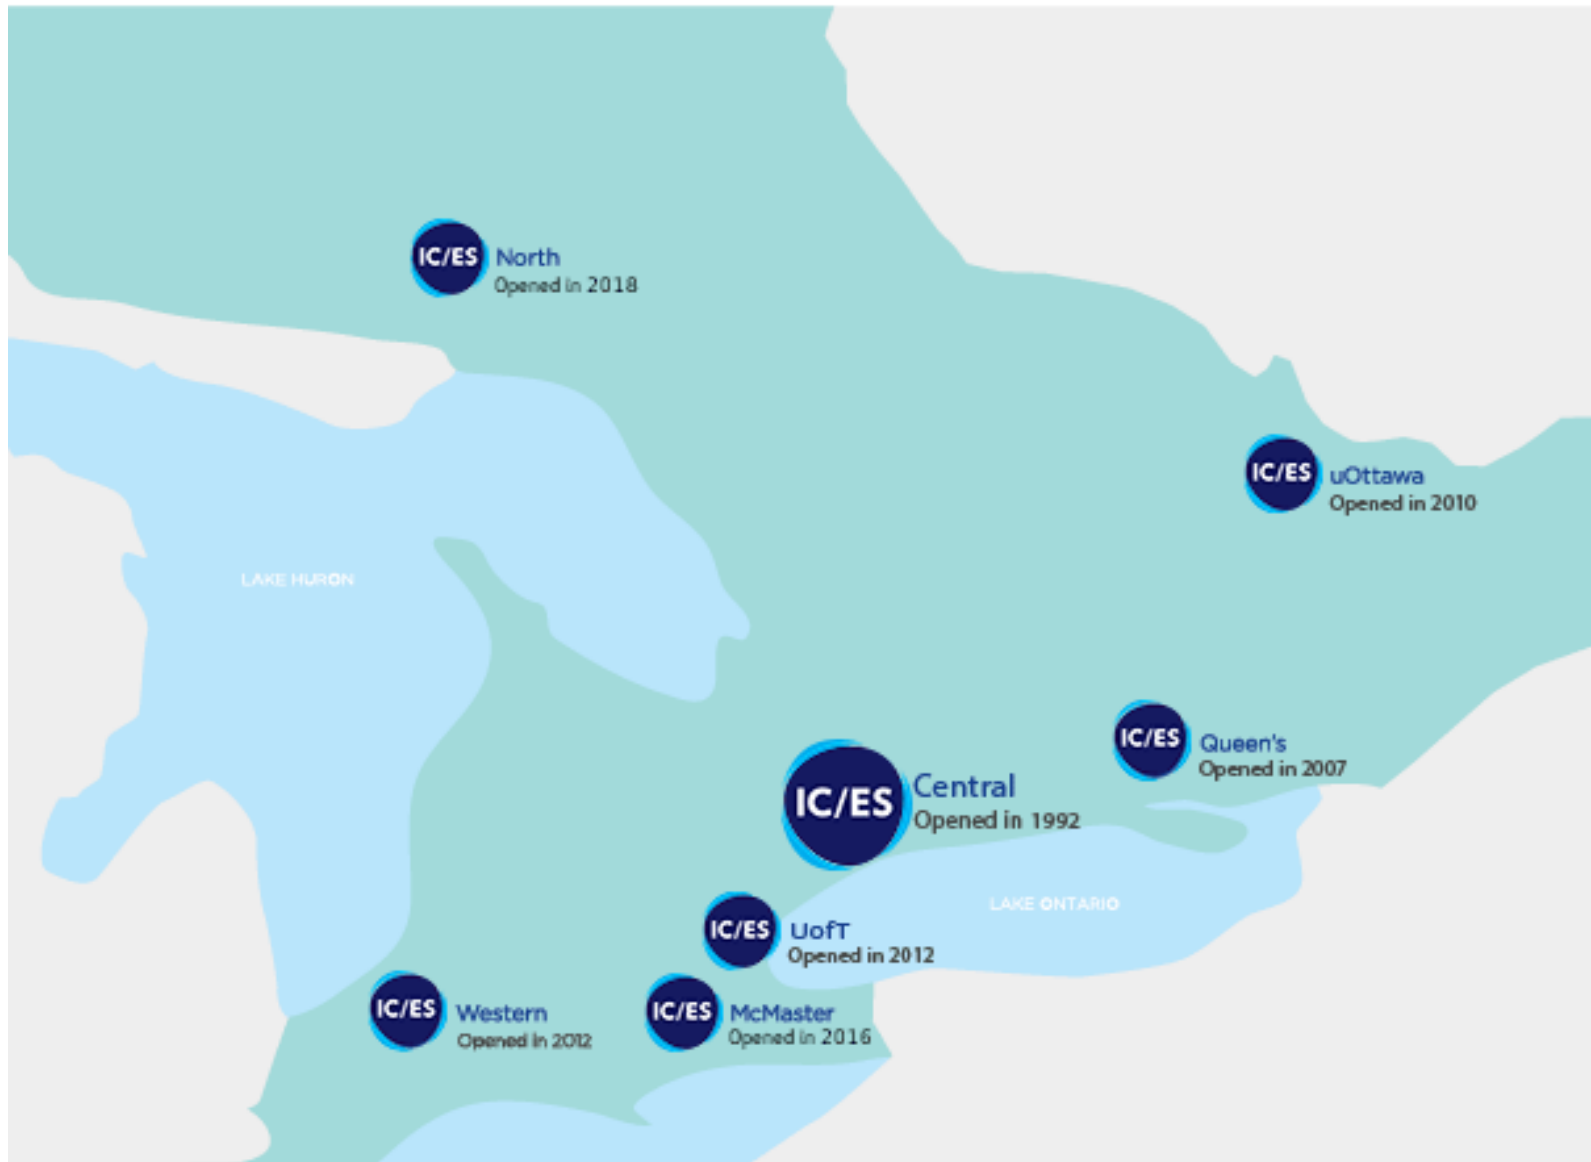 IC/ES
North
Opened in 2018
IC/ES
uOttawa
Opened in 2010
LAKE HURON
IC/ES
Queen's
Opened in 2007
IC/ES
Central
Opened in 1992
LAKE ONTARIO
IC/ES
UofT
Opened in 2012
IC/ES
Western
Opened in 2012
IC/ES
McMaster
Opened in 2016